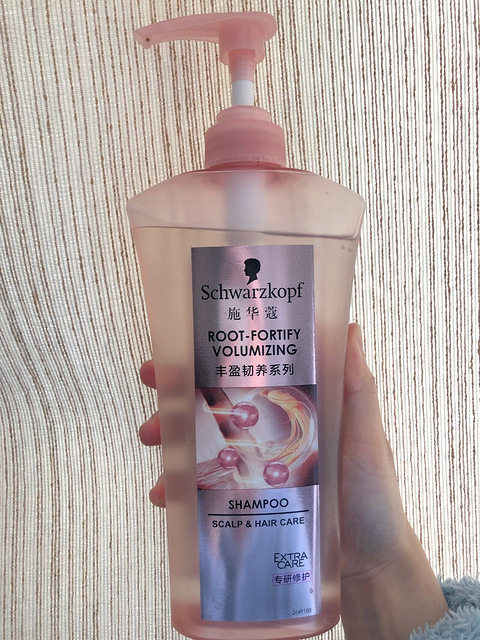 Schwarzkopf
施华蔻
ROOT-FORTIFY
VOLUMIZING
丰盈韧养系列
SHAMPOO
SCALP & HAIR CARE
EXTRA
CARE
专研修护